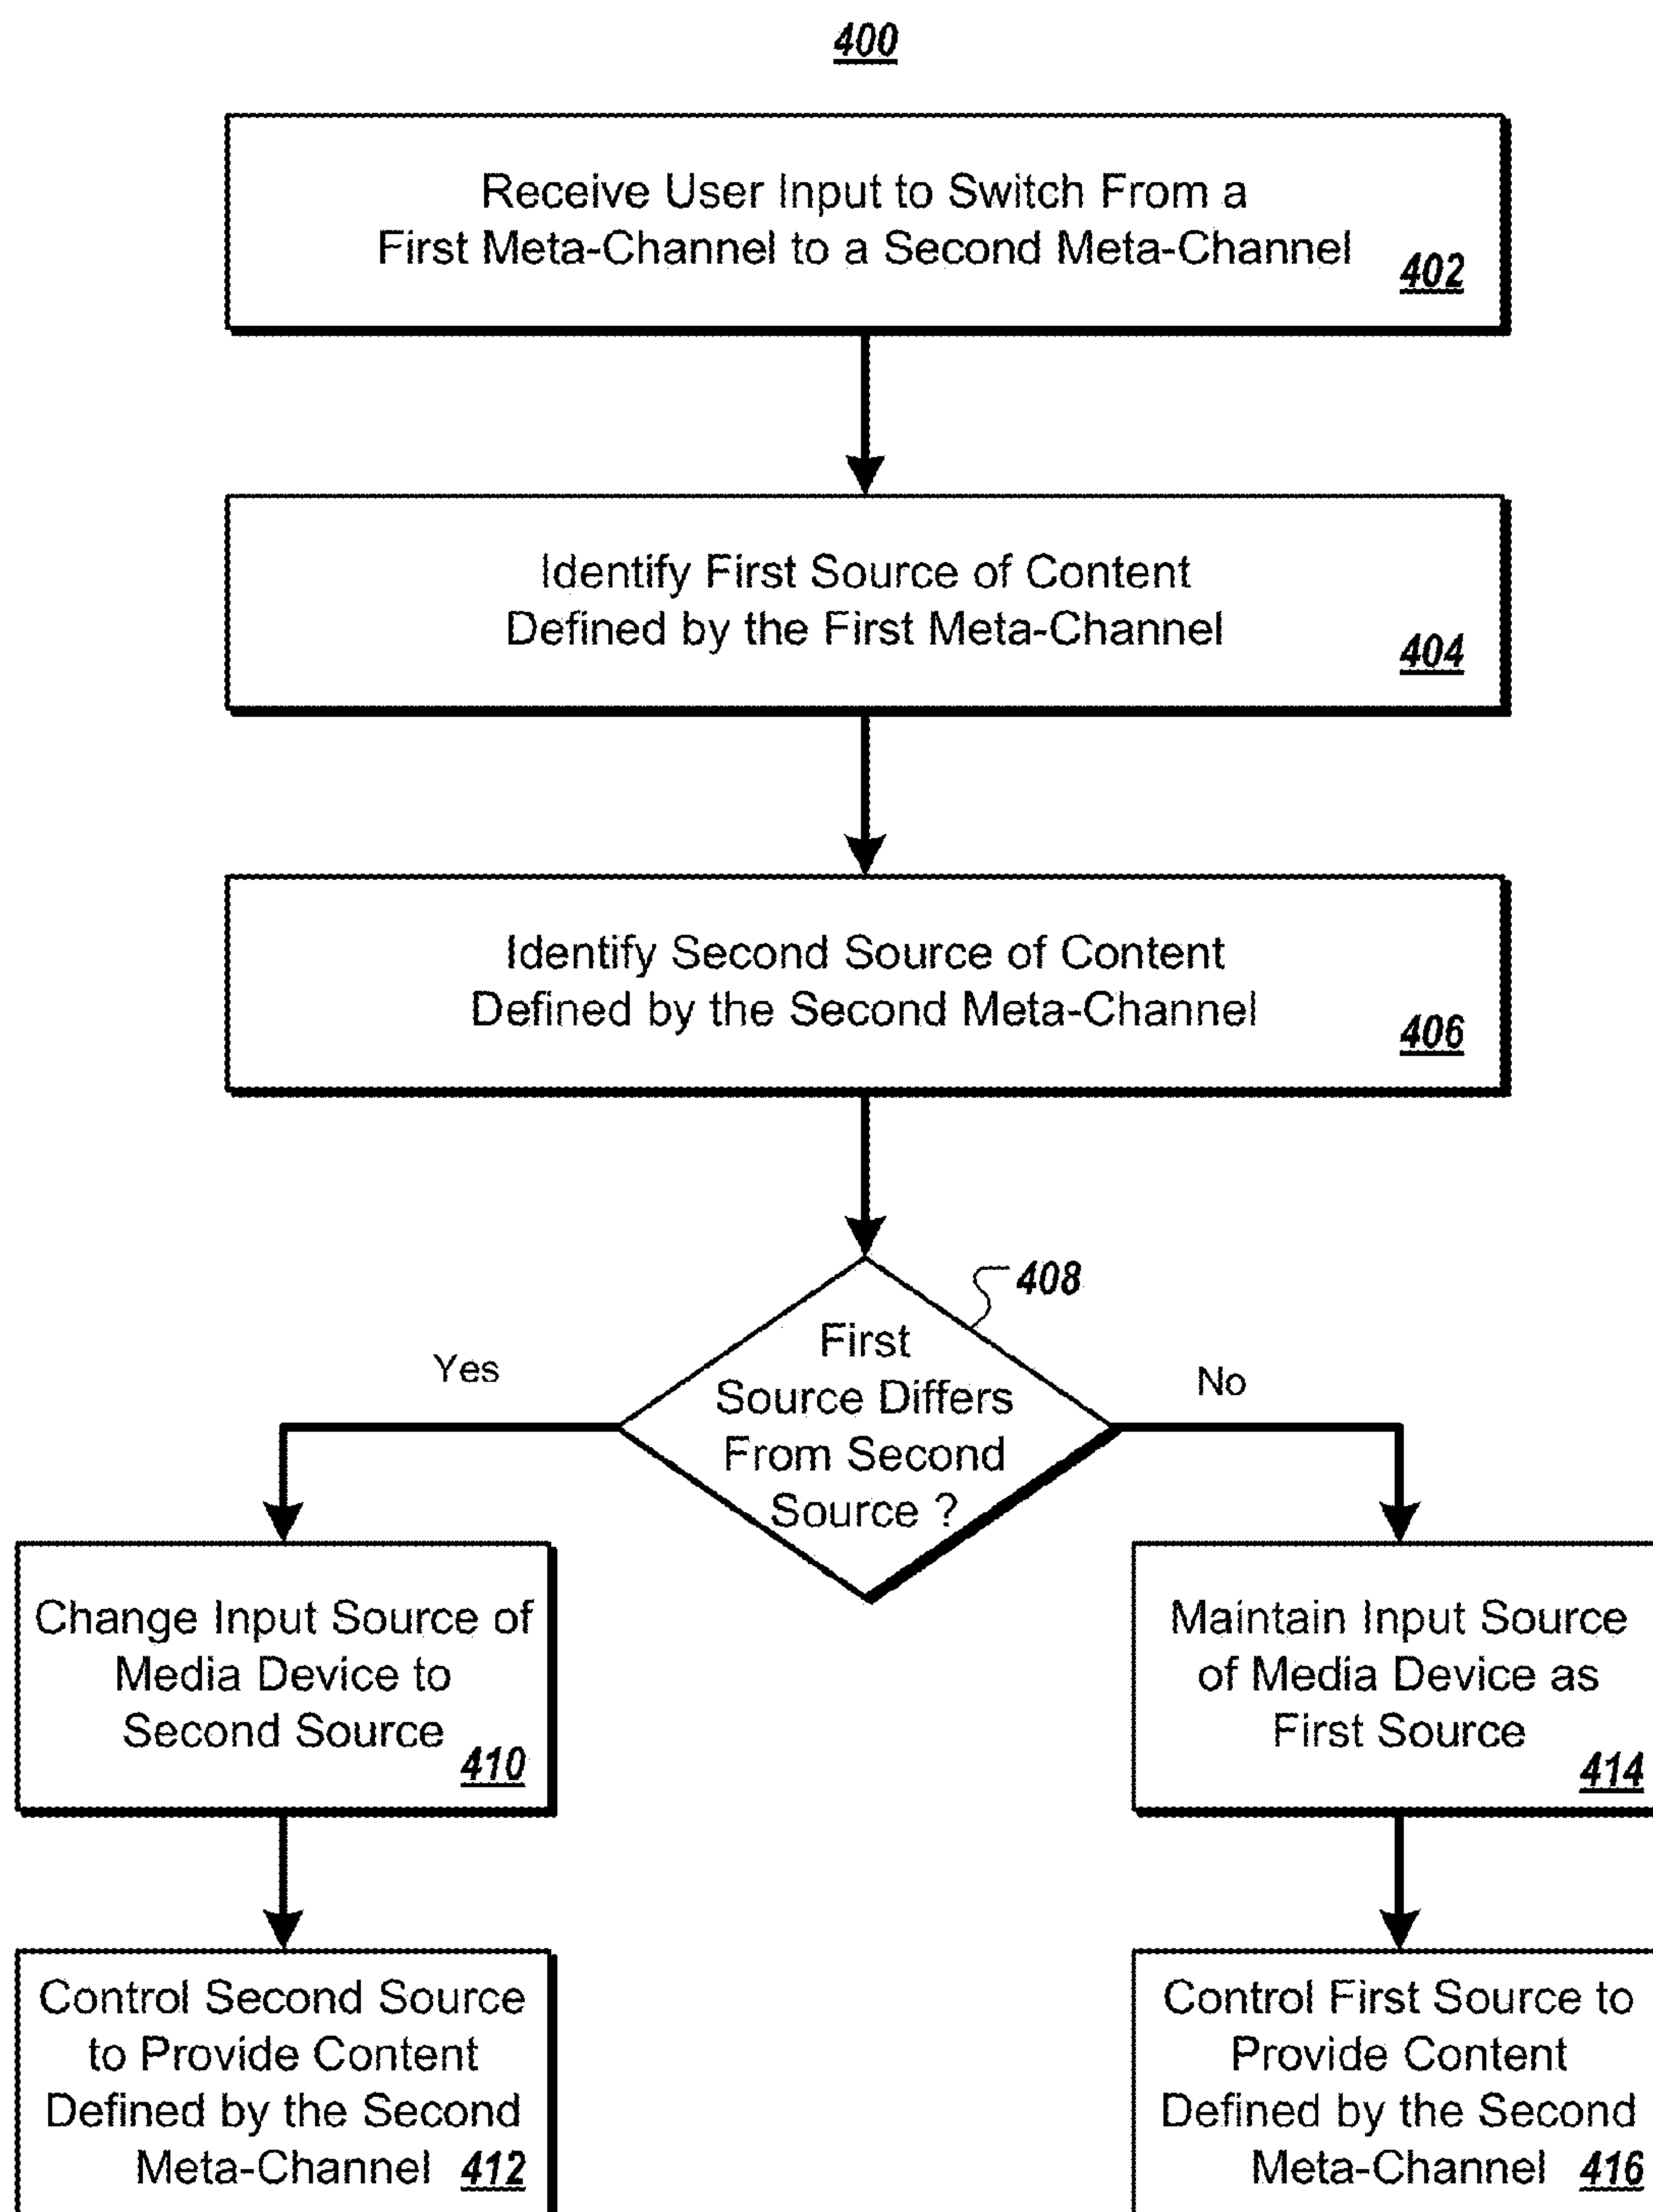 400
Receive User Input to Switch From a
First Meta-Channel to a Second Meta-Channel
402
Identify First Source of Content
Defined by the First Meta-Channel
404
Identify Second Source of Content
Defined by the Second Meta-Channel
406
408
First
Source Differs
From Second
Source ?
Yes
No
Change Input Source of
Media Device to
Second Source
410
Maintain Input Source
of Media Device as
First Source
414
Control Second Source
to Provide Content
Defined by the Second
Meta-Channel 412
Control First Source to
Provide Content
Defined by the Second
Meta-Channel 416